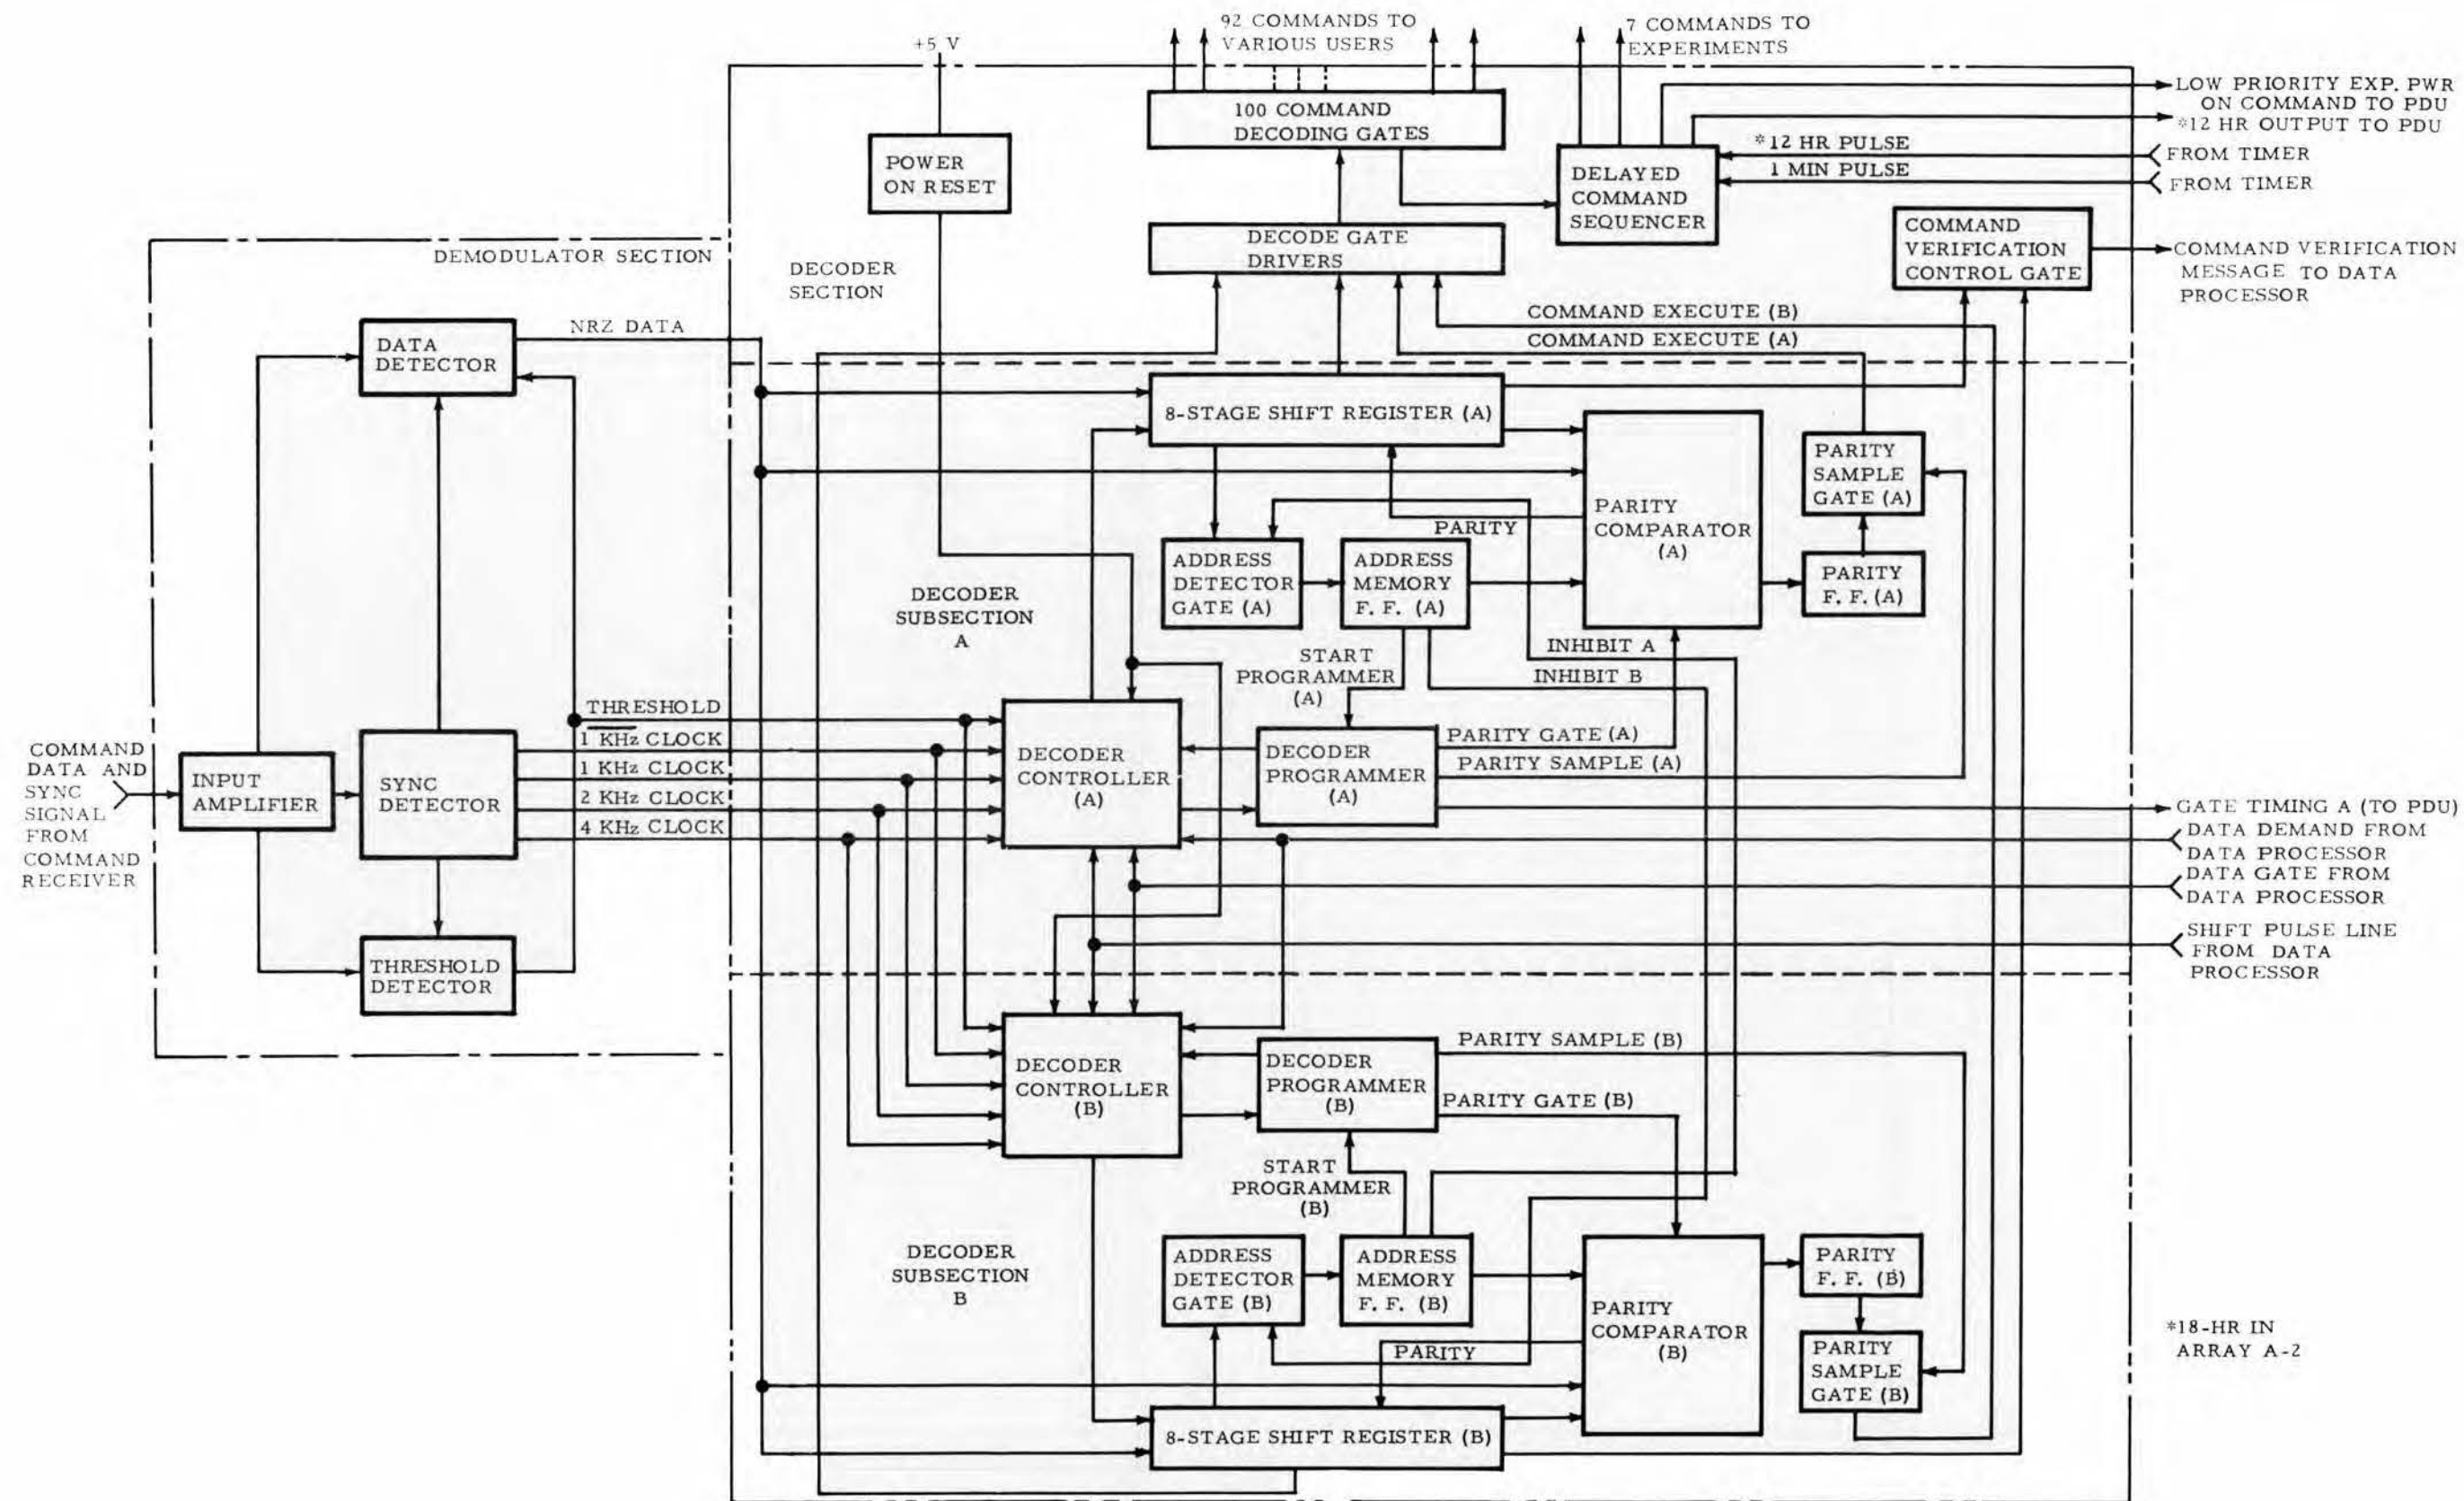 92 COMMANDS TO
VARIOUS USERS
7 COMMANDS TO
EXPERIMENTS
+5 V
LOW PRIORITY EXP. PWR
ON COMMAND TO PDU
*12 HR OUTPUT TO PDU
100 COMMAND
DECODING GATES
*12 HR PULSE
FROM TIMER
1 MIN PULSE
FROM TIMER
POWER
ON RESET
DELAYED
COMMAND
SEQUENCER
DECODE GATE
DRIVERS
COMMAND
VERIFICATION
CONTROL GATE
COMMAND VERIFICATION
MESSAGE TO DATA
PROCESSOR
DEMODULATOR SECTION
DECODER
SECTION
COMMAND EXECUTE (B)
COMMAND EXECUTE (A)
NRZ DATA
DATA
DETECTOR
8-STAGE SHIFT REGISTER (A)
PARITY
SAMPLE
GATE (A)
PARITY
COMPARATOR
(A)
PARITY
ADDRESS
DETECTOR
GATE (A)
ADDRESS
MEMORY
F. F. (A)
PARITY
F. F. (A)
DECODER
SUBSECTION
A
INHIBIT A
INHIBIT B
START
PROGRAMMER
(A)
THRESHOLD
1 KHz CLOCK
1 KHz CLOCK
2 KHz CLOCK
4 KHz CLOCK
COMMAND
DATA AND
SYNC
SIGNAL
FROM
COMMAND
RECEIVER
INPUT
AMPLIFIER
SYNC
DETECTOR
DECODER
CONTROLLER
(A)
DECODER
PROGRAMMER
(A)
PARITY GATE (A)
PARITY SAMPLE (A)
GATE TIMING A (TO PDU)
DATA DEMAND FROM
DATA PROCESSOR
DATA GATE FROM
DATA PROCESSOR
SHIFT PULSE LINE
FROM DATA
PROCESSOR
THRESHOLD
DETECTOR
DECODER
CONTROLLER
(B)
DECODER
PROGRAMMER
(B)
PARITY SAMPLE (B)
PARITY GATE (B)
START
PROGRAMMER
(B)
DECODER
SUBSECTION
B
ADDRESS
DETECTOR
GATE (B)
ADDRESS
MEMORY
F. F. (B)
PARITY
COMPARATOR
(B)
PARITY
F. F. (B)
PARITY
PARITY
SAMPLE
GATE (B)
8-STAGE SHIFT REGISTER (B)
*18-HR IN
ARRAY A-2